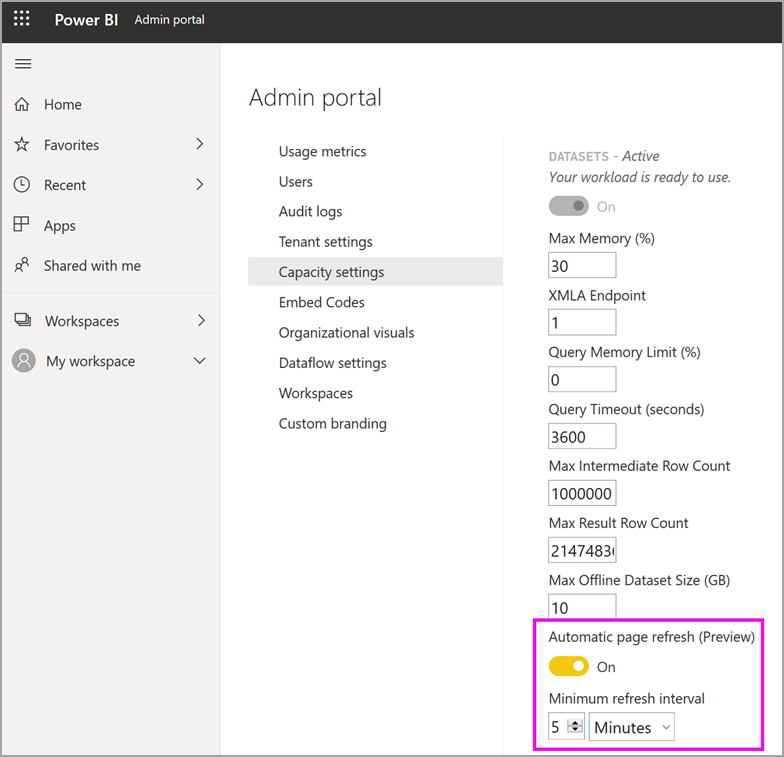 Power BI Admin portal
Home
Favorites
Recent
Apps
Shared with me
Workspaces
My workspace
Admin portal
Usage metrics
Users
Audit logs
Tenant settings
Capacity settings
Embed Codes
Organizational visuals
Dataflow settings
Workspaces
Custom branding
DATASETS - Active
Your workload is ready to use.
On
Max Memory (%)
30
XMLA Endpoint
1
Query Memory Limit (%)
0
Query Timeout (seconds)
3600
Max Intermediate Row Count
1000000
Max Result Row Count
2147483
Max Offline Dataset Size (GB)
10
Automatic page refresh (Preview)
On
Minimum refresh interval
5 Minutes